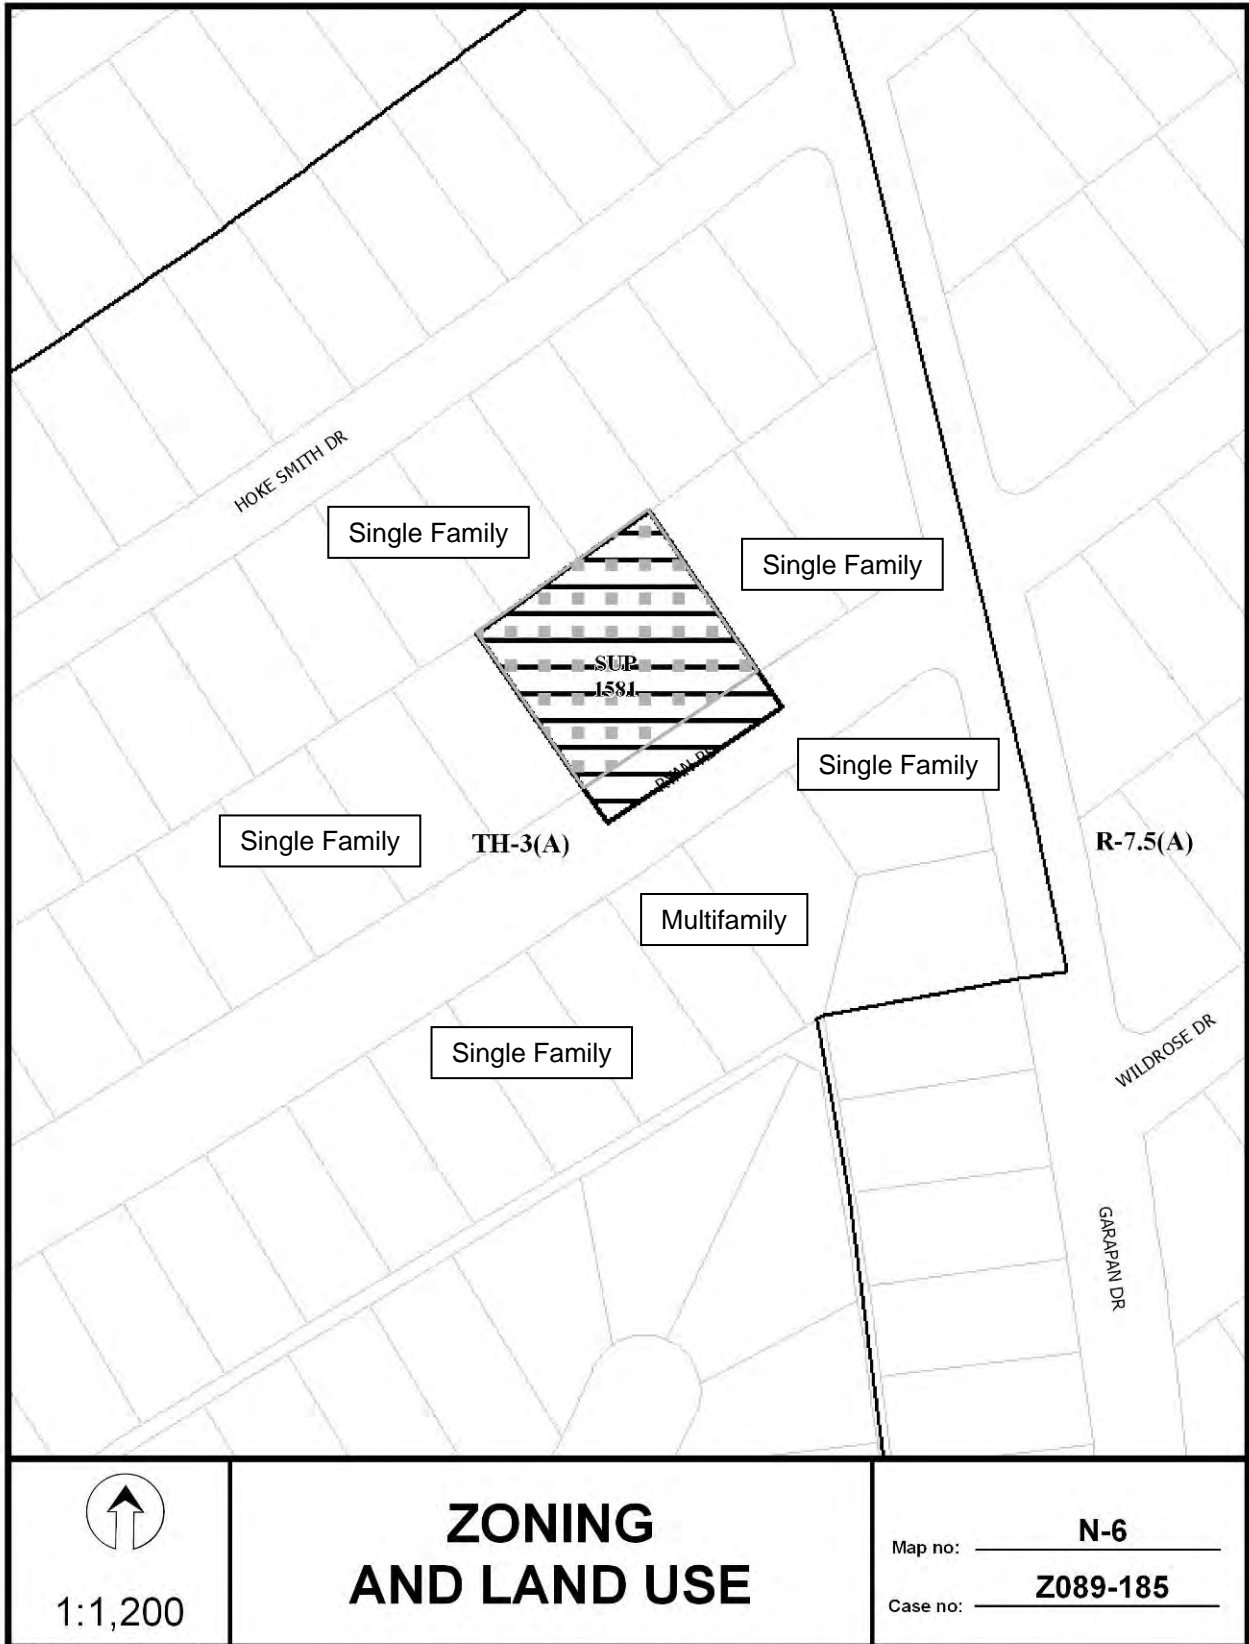 HOKE SMITH DR
Single Family
Single Family
SUP
1581
RYAN RD
Single Family
Single Family
TH-3(A)
R-7.5(A)
Multifamily
Single Family
WILDROSE DR
GARAPAN DR
1:1,200
ZONING
AND LAND USE
Map no: N-6
Case no: Z089-185